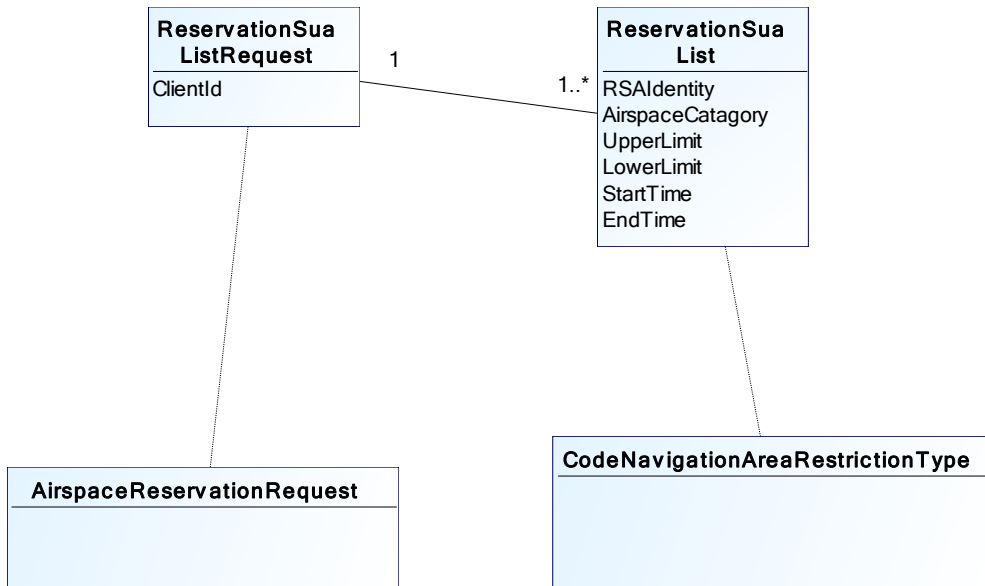 ReservationSua
ListRequest
ClientId
1
1..*
ReservationSua
List
RSAIdentity
AirspaceCatagory
UpperLimit
LowerLimit
StartTime
EndTime
AirspaceReservationRequest
CodeNavigationAreaRestrictionType